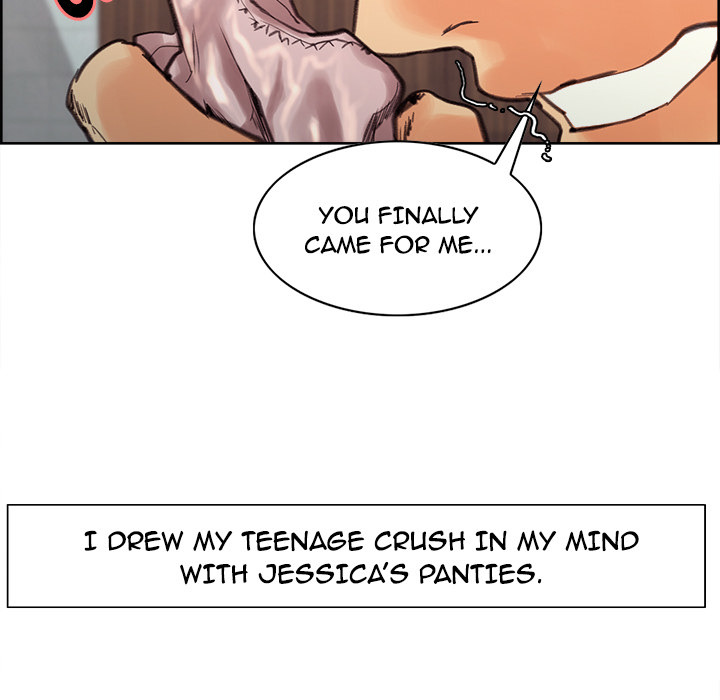 YOU FINALLY
CAME FOR ME...
I DREW MY TEENAGE CRUSH IN MY MIND
WITH JESSICA'S PANTIES.